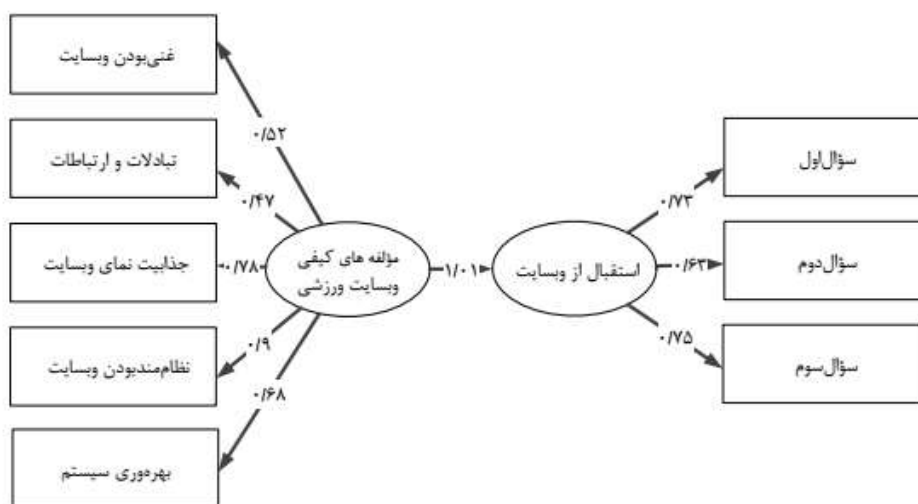 غنی‌بودن وبسایت
۰/۵۲
تبادلات و ارتباطات
سؤال‌اول
۰/۴۷
۰/۷۳
جذابیت نمای وبسایت
۰/۷۸
مؤلفه های کیفی
وبسایت ورزشی
۱/۰۱
استقبال از وبسایت
۰/۶۳
سؤال‌دوم
نظام‌مندبودن وبسایت
۰/۹
۰/۷۵
سؤال‌سوم
۰/۶۸
بهره‌وری سیستم